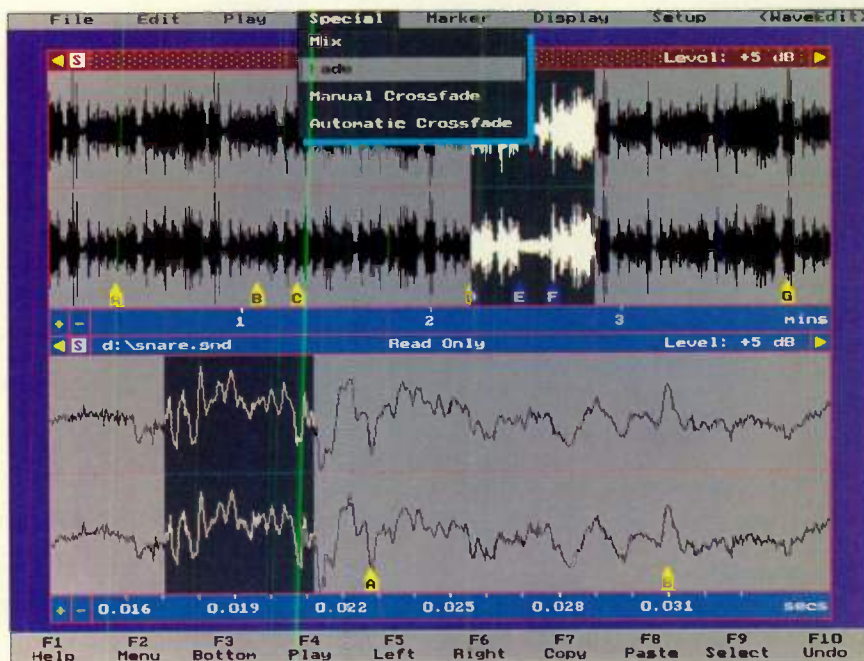 File Edit Play Special Marker Display Setup <WaveEdit>
Mix
Fade
Manual Crossfade
Automatic Crossfade
S Level: +5 dB
A B C D E F G
+ - 1 2 3 mins
S d:\snare.snd Read Only Level: +5 dB
A B
+ - 0.016 0.019 0.022 0.025 0.028 0.031 secs
F1 F2 F3 F4 F5 F6 F7 F8 F9 F10
Help Menu Bottom Play Left Right Copy Paste Select Undo